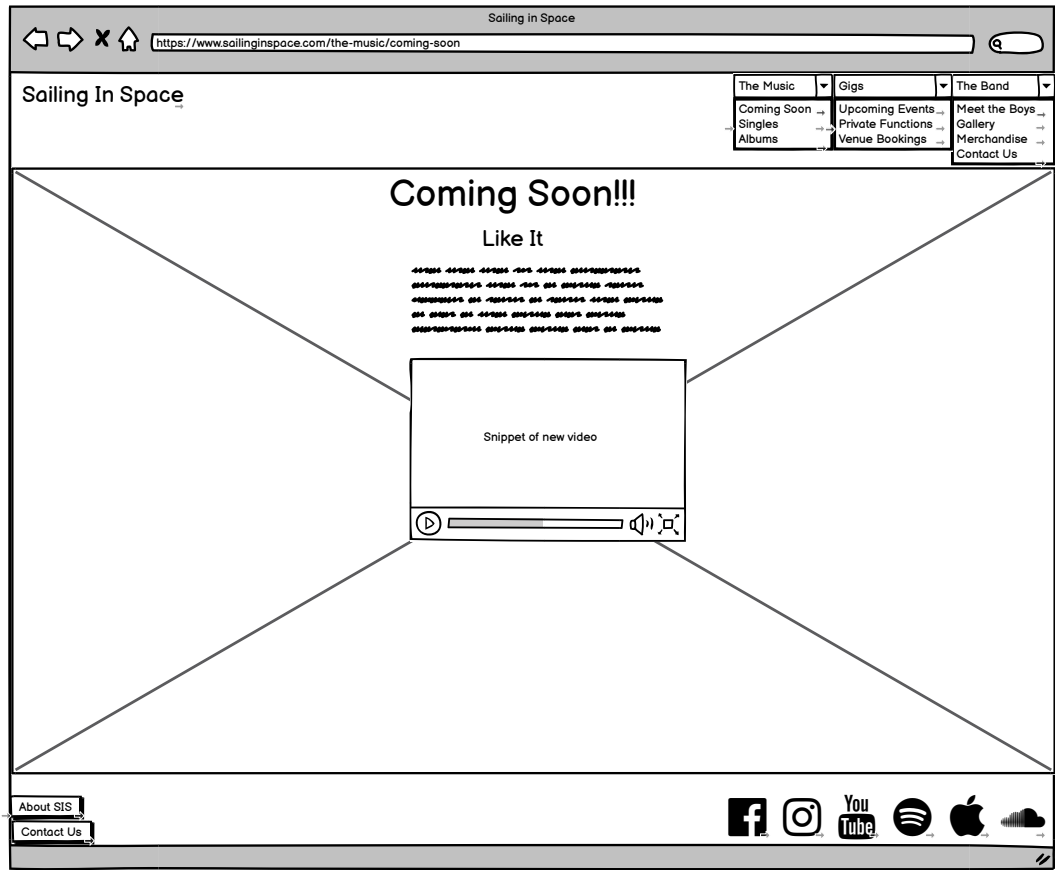 Sailing in Space
https://www.sailinginspace.com/the-music/coming-soon
Sailing In Space
The Music
Coming Soon
Singles
Albums
Gigs
Upcoming Events
Private Functions
Venue Bookings
The Band
Meet the Boys
Gallery
Merchandise
Contact Us
Coming Soon!!!
Like It
Snippet of new video
About SIS
Contact Us
You
Tube